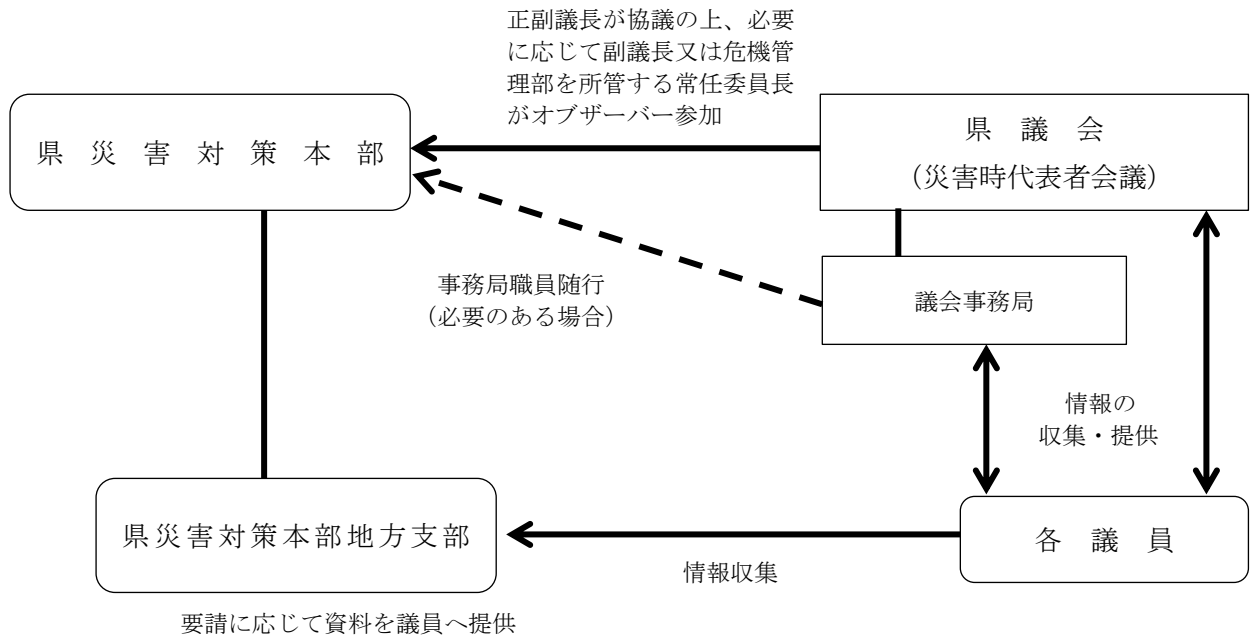 正副議長が協議の上、必要
に応じて副議長又は危機管
理部を所管する常任委員長
がオブザーバー参加
県災害対策本部
県議会
（災害時代表者会議）
議会事務局
事務局職員随行
（必要のある場合）
情報の
収集・提供
県災害対策本部地方支部
各議員
情報収集
要請に応じて資料を議員へ提供